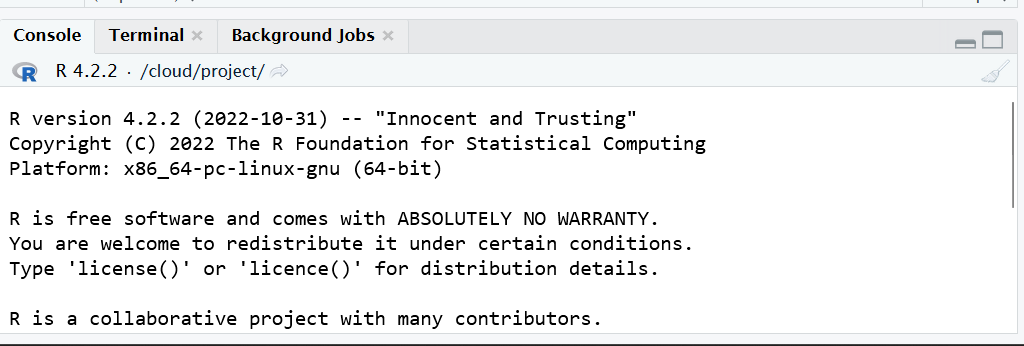 Console Terminal Background Jobs
R R 4.2.2 · /cloud/project/
R version 4.2.2 (2022-10-31) -- "Innocent and Trusting"
Copyright (C) 2022 The R Foundation for Statistical Computing
Platform: x86_64-pc-linux-gnu (64-bit)
R is free software and comes with ABSOLUTELY NO WARRANTY.
You are welcome to redistribute it under certain conditions.
Type 'license()' or 'licence()' for distribution details.
R is a collaborative project with many contributors.